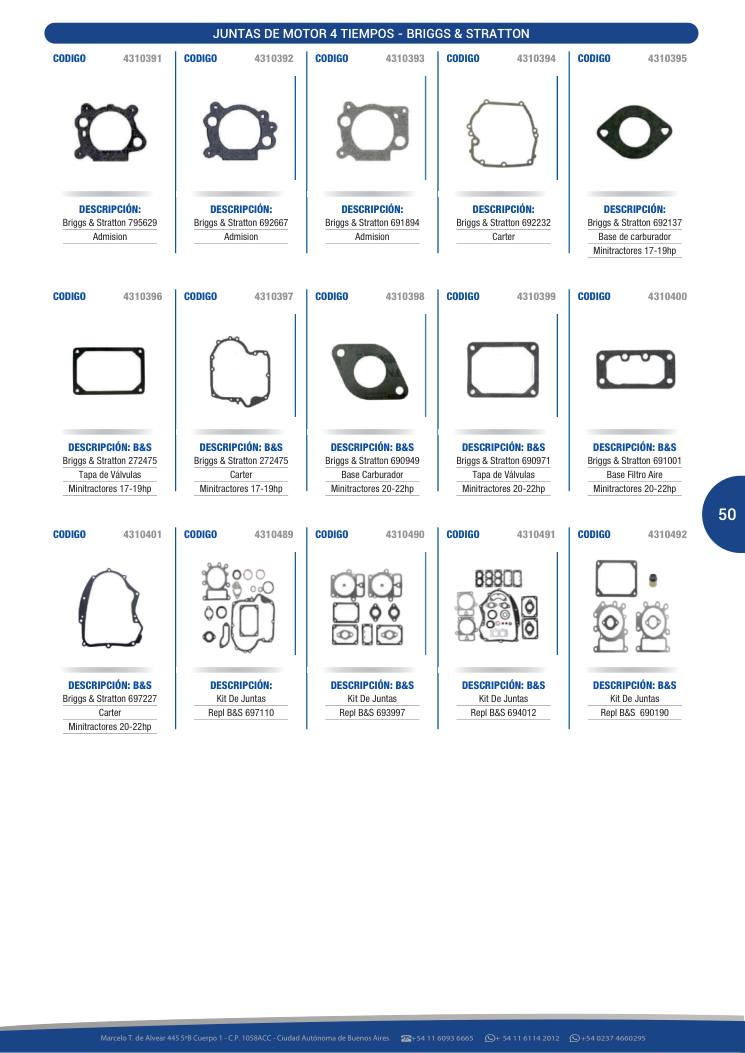 JUNTAS DE MOTOR 4 TIEMPOS - BRIGGS & STRATTON
CODIGO 4310391
DESCRIPCIÓN:
Briggs & Stratton 795629
Admision
CODIGO 4310392
DESCRIPCIÓN:
Briggs & Stratton 692667
Admision
CODIGO 4310393
DESCRIPCIÓN:
Briggs & Stratton 691894
Admision
CODIGO 4310394
DESCRIPCIÓN:
Briggs & Stratton 692232
Carter
CODIGO 4310395
DESCRIPCIÓN:
Briggs & Stratton 692137
Base de carburador
Minitractores 17-19hp
CODIGO 4310396
DESCRIPCIÓN: B&S
Briggs & Stratton 272475
Tapa de Válvulas
Minitractores 17-19hp
CODIGO 4310397
DESCRIPCIÓN: B&S
Briggs & Stratton 272475
Carter
Minitractores 17-19hp
CODIGO 4310398
DESCRIPCIÓN: B&S
Briggs & Stratton 690949
Base Carburador
Minitractores 20-22hp
CODIGO 4310399
DESCRIPCIÓN: B&S
Briggs & Stratton 690971
Tapa de Válvulas
Minitractores 20-22hp
CODIGO 4310400
DESCRIPCIÓN: B&S
Briggs & Stratton 691001
Base Filtro Aire
Minitractores 20-22hp
50
CODIGO 4310401
DESCRIPCIÓN: B&S
Briggs & Stratton 697227
Carter
Minitractores 20-22hp
CODIGO 4310489
DESCRIPCIÓN:
Kit De Juntas
Repl B&S 697110
CODIGO 4310490
DESCRIPCIÓN: B&S
Kit De Juntas
Repl B&S 693997
CODIGO 4310491
DESCRIPCIÓN: B&S
Kit De Juntas
Repl B&S 694012
CODIGO 4310492
DESCRIPCIÓN: B&S
Kit De Juntas
Repl B&S 690190
Marcelo T. de Alvear 445 5ºB Cuerpo 1 - C.P. 1058ACC - Ciudad Autónoma de Buenos Aires. +54 11 6093 6665 + 54 11 6114 2012 +54 0237 4660295